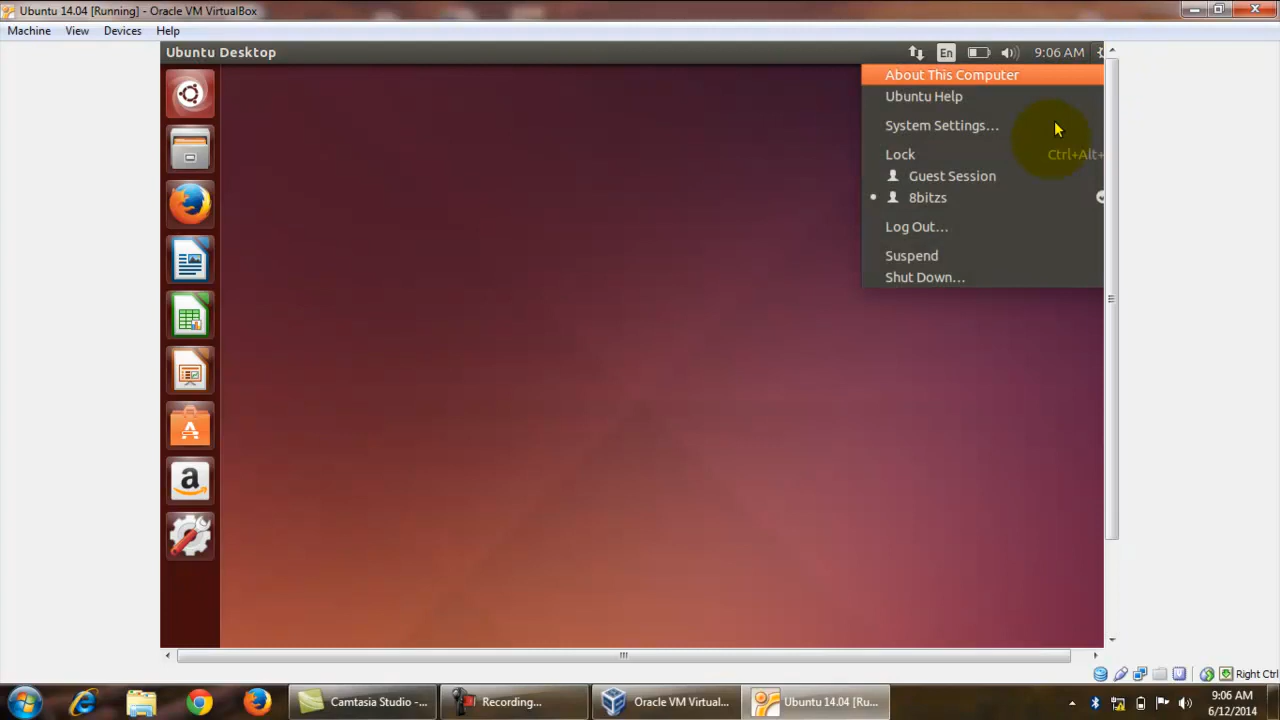 Ubuntu 14.04 [Running] - Oracle VM VirtualBox
Machine View Devices Help
Ubuntu Desktop
En
9:06 AM
About This Computer
Ubuntu Help
System Settings...
Lock Ctrl+Alt+
Guest Session
8bitzs
Log Out...
Suspend
Shut Down...
Right Ctrl
Camtasia Studio -...
Recording...
Oracle VM Virtual...
Ubuntu 14.04 [Ru...
9:06 AM
6/12/2014